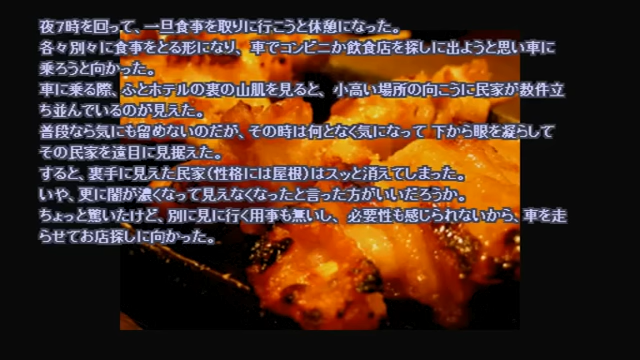 夜7時を回って、一旦食事を取りに行こうと休憩になった。
各々別々に食事をとる形になり、車でコンビニか飲食店を探しに出ようと思い車に
乗ろうと向かった。
車に乗る際、ふとホテルの裏の山肌を見ると、小高い場所の向こうに民家が数件立
ち並んでいるのが見えた。
普段なら気にも留めないのだが、その時は何となく気になって 下から眼を凝らして
その民家を遠目に見据えた。
すると、裏手に見えた民家(性格には屋根)はスッと消えてしまった。
いや、更に闇が濃くなって見えなくなったと言った方がいいだろうか。
ちょっと驚いたけど、別に見に行く用事も無いし、必要性も感じられないから、車を走
らせてお店探しに向かった。